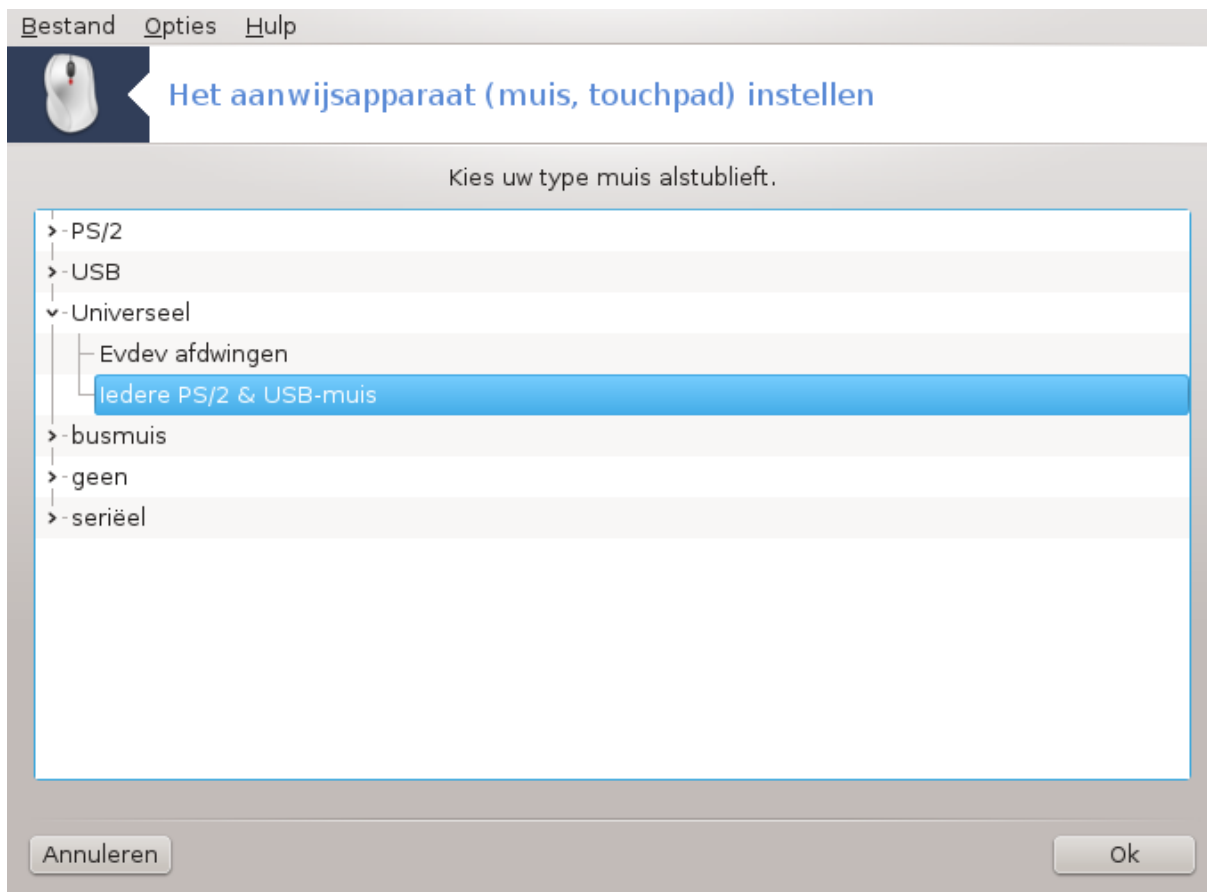 Bestand Opties Hulp
Het aanwijsapparaat (muis, touchpad) instellen
Kies uw type muis alstublieft.
PS/2
USB
Universeel
Evdev afdwingen
Iedere PS/2 & USB-muis
busmuis
geen
seriëel
Annuleren Ok